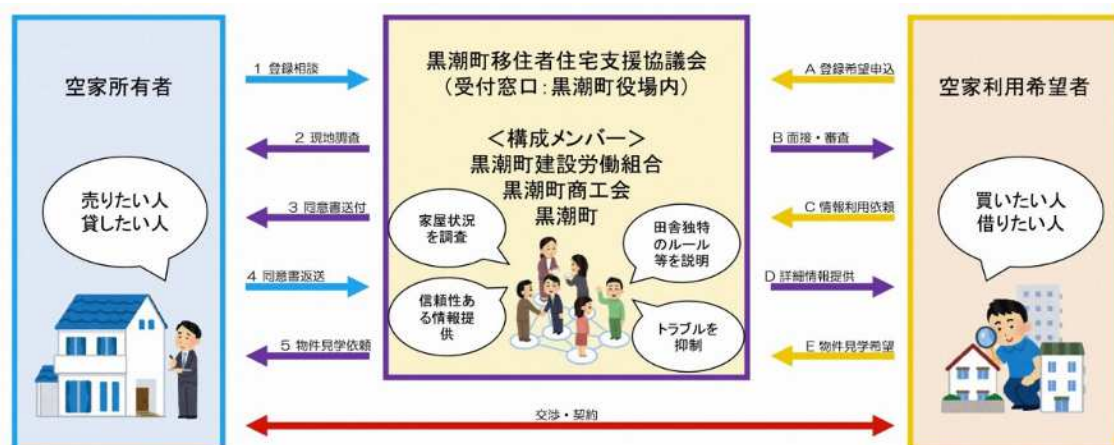 空家所有者
売りたい人
貸したい人
1 登録相談
2 現地調査
3 同意書送付
4 同意書返送
5 物件見学依頼
黒潮町移住者住宅支援協議会
（受付窓口：黒潮町役場内）
＜構成メンバー＞
黒潮町建設労働組合
黒潮町商工会
黒潮町
家屋状況
を調査
信頼性あ
る情報提
供
田舎独特
のルール
等を説明
トラブルを
抑制
A 登録希望申込
B 面接・審査
C 情報利用依頼
D 詳細情報提供
E 物件見学希望
空家利用希望者
買いたい人
借りたい人
交渉・契約